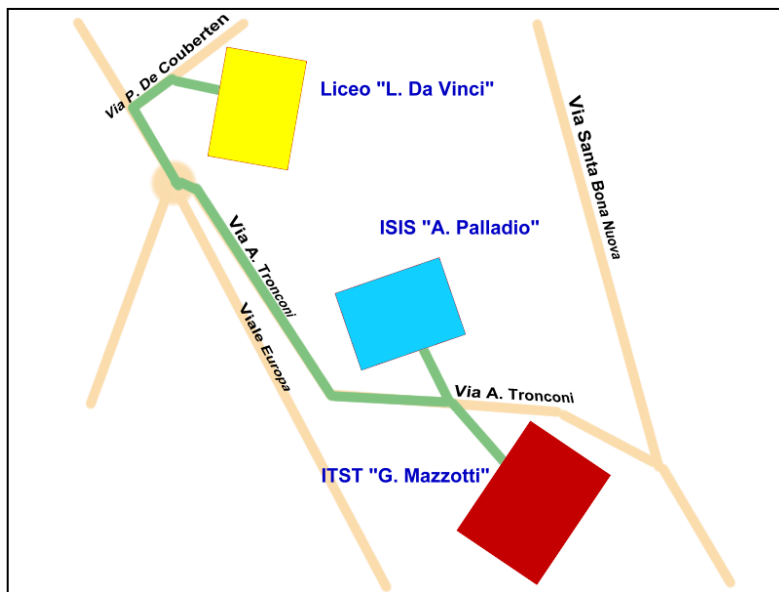 Via P. De Couberten
Liceo "L. Da Vinci"
Via Santa Bona Nuova
ISIS "A. Palladio"
Via A. Tronconi
Viale Europa
Via A. Tronconi
ITST "G. Mazzotti"